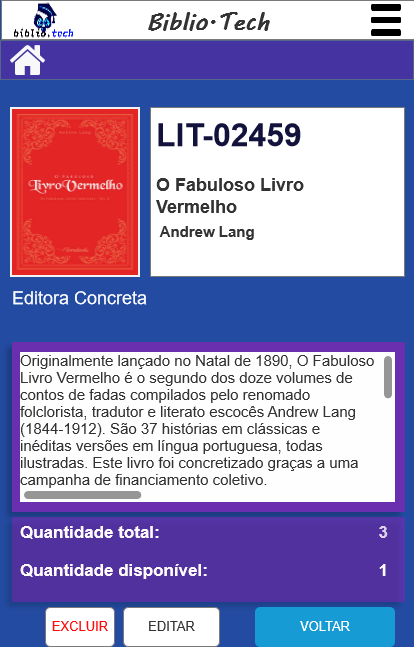 biblio.tech
Biblio·Tech
O FABULOSO
Livro Vermelho
LIT-02459
O Fabuloso Livro
Vermelho
Andrew Lang
Editora Concreta
Originalmente lançado no Natal de 1890, O Fabuloso
Livro Vermelho é o segundo dos doze volumes de
contos de fadas compilados pelo renomado
folclorista, tradutor e literato escocês Andrew Lang
(1844-1912). São 37 histórias em clássicas e
inéditas versões em língua portuguesa, todas
ilustradas. Este livro foi concretizado graças a uma
campanha de financiamento coletivo.
Quantidade total: 3
Quantidade disponível: 1
EXCLUIR EDITAR VOLTAR